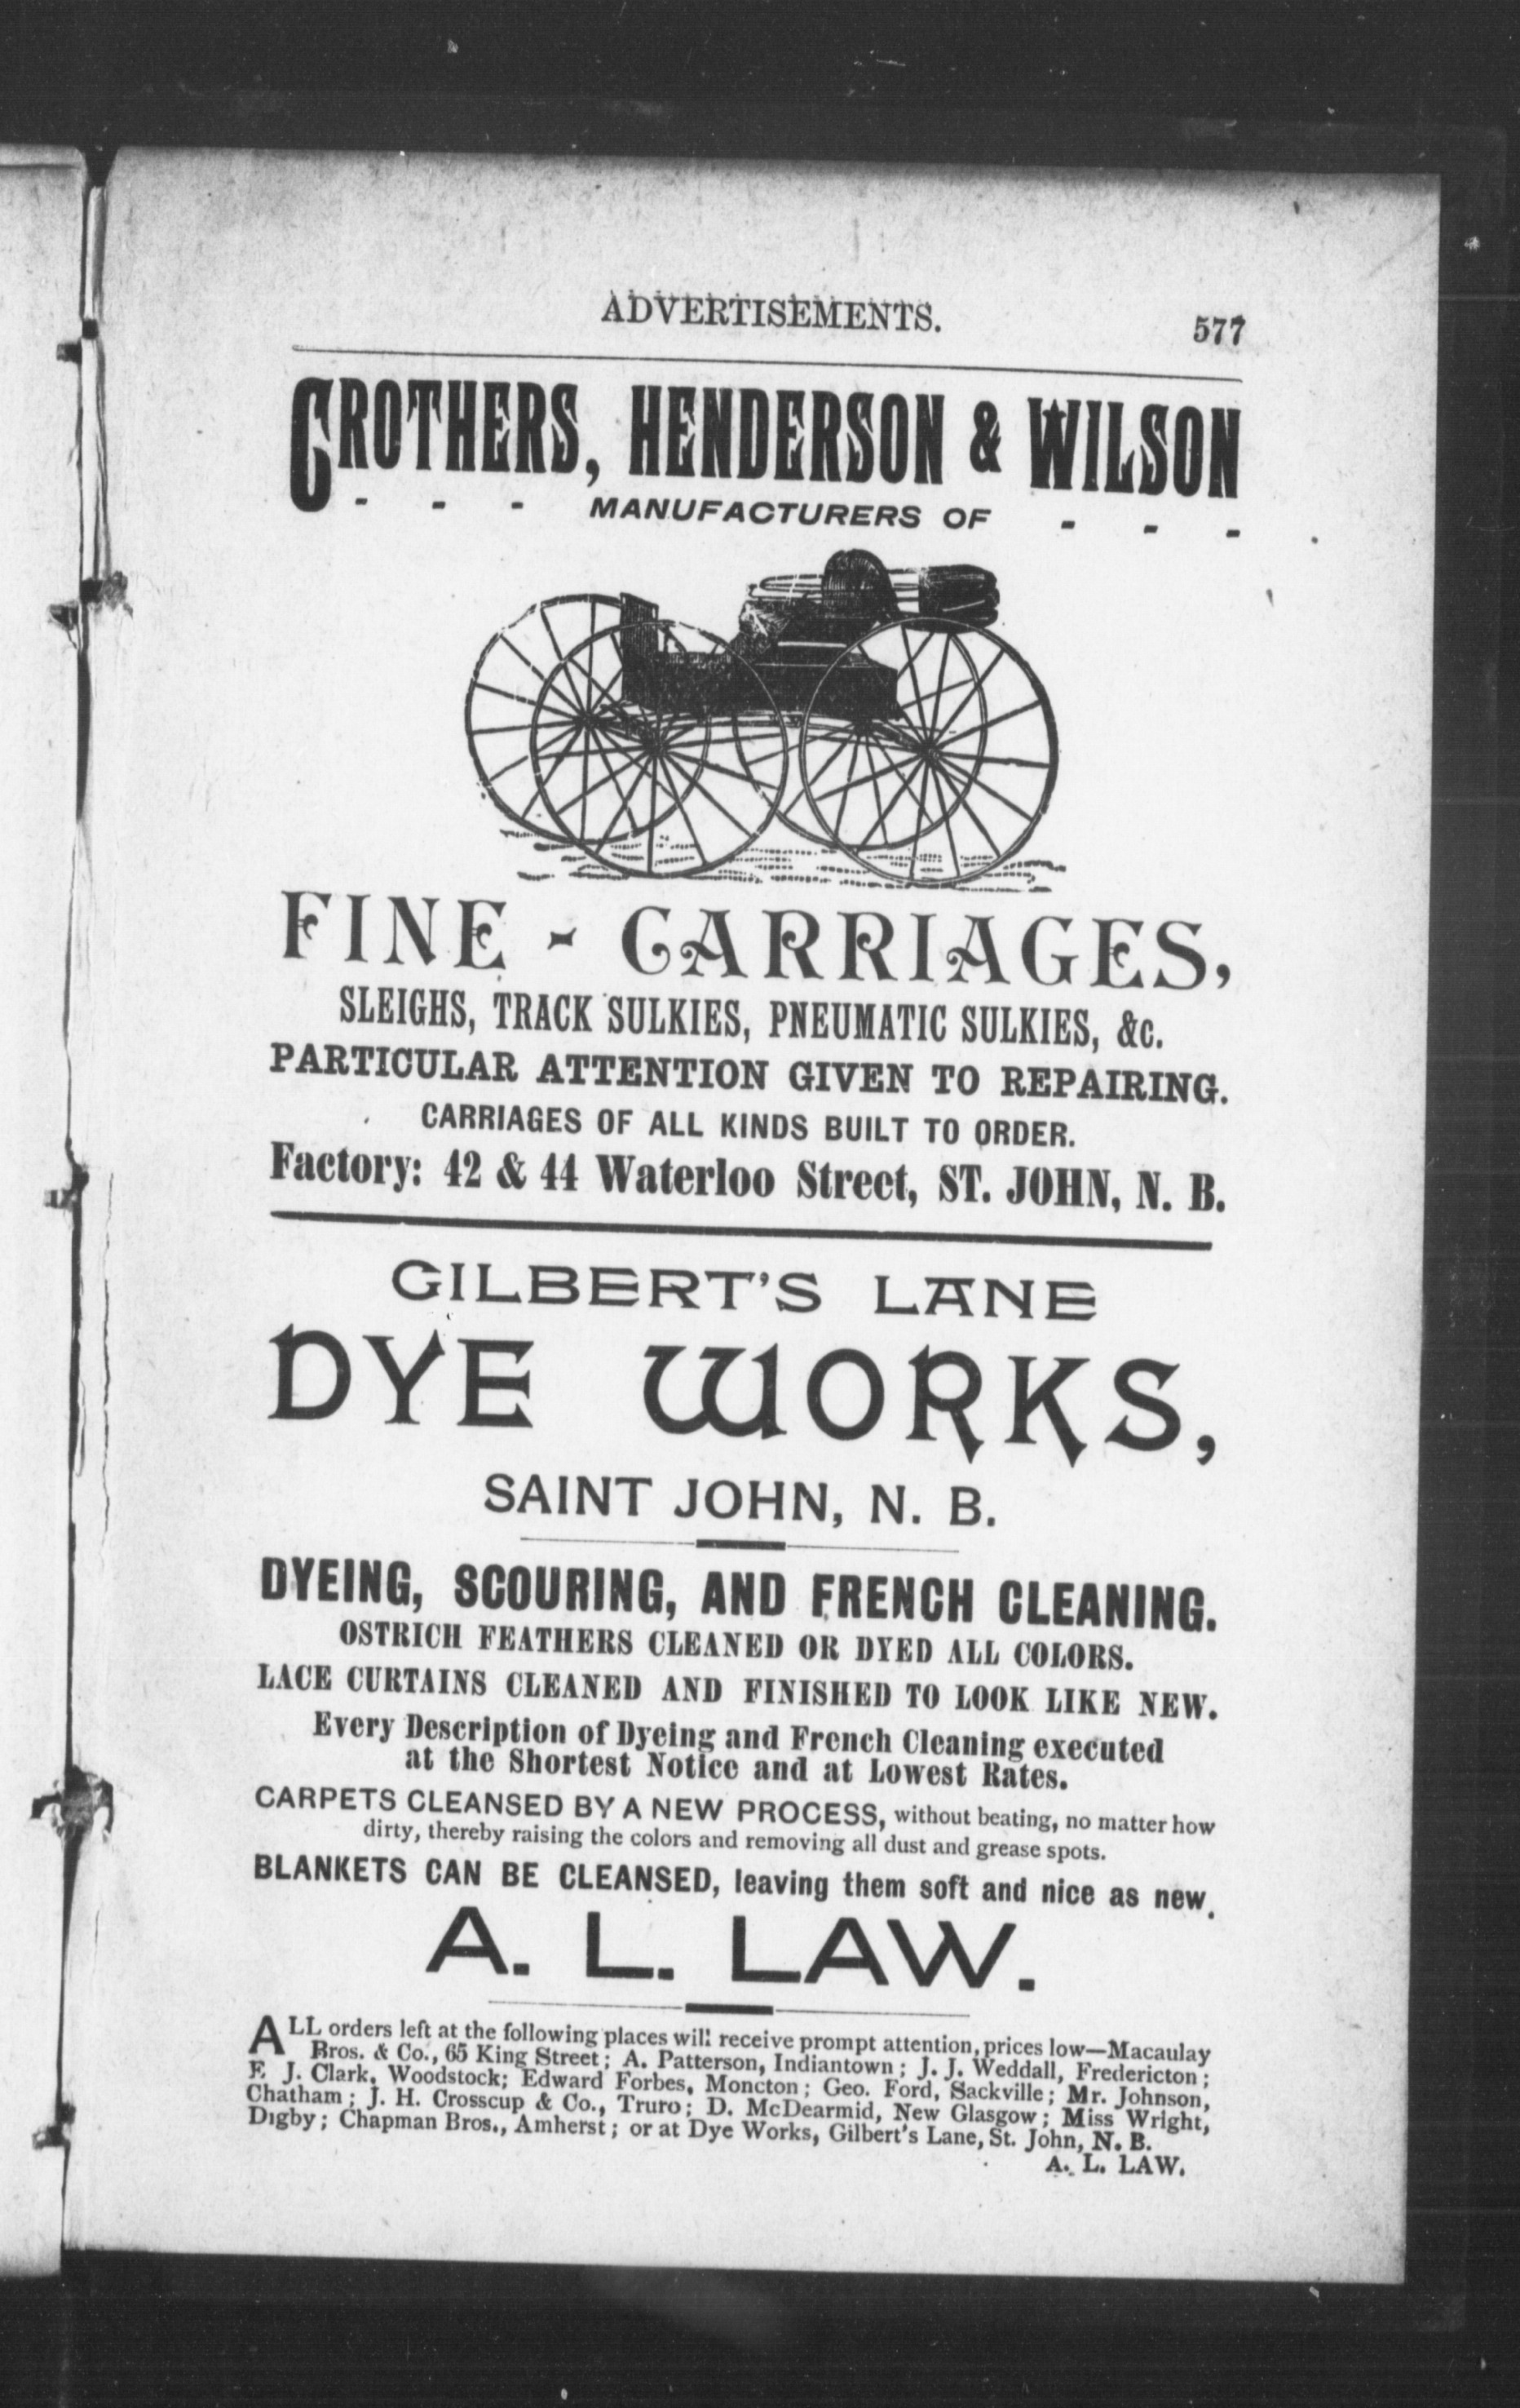 ADVERTISEMENTS. 577
CROTHERS, HENDERSON & WILSON
- - - MANUFACTURERS OF - - -
FINE - CARRIAGES,
SLEIGHS, TRACK SULKIES, PNEUMATIC SULKIES, &C.
PARTICULAR ATTENTION GIVEN TO REPAIRING.
CARRIAGES OF ALL KINDS BUILT TO ORDER.
Factory: 42 & 44 Waterloo Street, ST. JOHN, N. B.
GILBERT'S LANE
DYE WORKS,
SAINT JOHN, N. B.
DYEING, SCOURING, AND FRENCH CLEANING.
OSTRICH FEATHERS CLEANED OR DYED ALL COLORS.
LACE CURTAINS CLEANED AND FINISHED TO LOOK LIKE NEW.
Every Description of Dyeing and French Cleaning executed
at the Shortest Notice and at Lowest Rates.
CARPETS CLEANSED BY A NEW PROCESS, without beating, no matter how
dirty, thereby raising the colors and removing all dust and grease spots.
BLANKETS CAN BE CLEANSED, leaving them soft and nice as new.
A. L. LAW.
ALL orders left at the following places will receive prompt attention, prices low—Macaulay
Bros. & Co., 65 King Street; A. Patterson, Indiantown; J. J. Weddall, Fredericton;
F. J. Clark, Woodstock; Edward Forbes, Moncton; Geo. Ford, Sackville; Mr. Johnson,
Chatham; J. H. Crosscup & Co., Truro; D. McDearmid, New Glasgow; Miss Wright,
Digby; Chapman Bros., Amherst; or at Dye Works, Gilbert's Lane, St. John, N. B.
A. L. LAW.